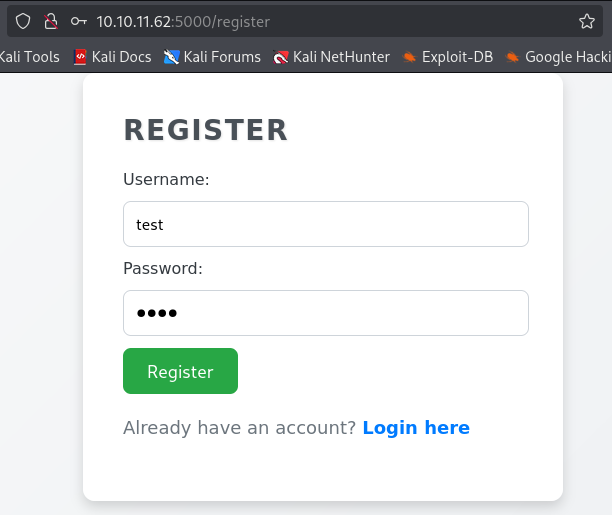 10.10.11.62:5000/register
Kali Tools Kali Docs Kali Forums Kali NetHunter Exploit-DB Google Hacki
REGISTER
Username:
test
Password:
••••
Register
Already have an account? Login here